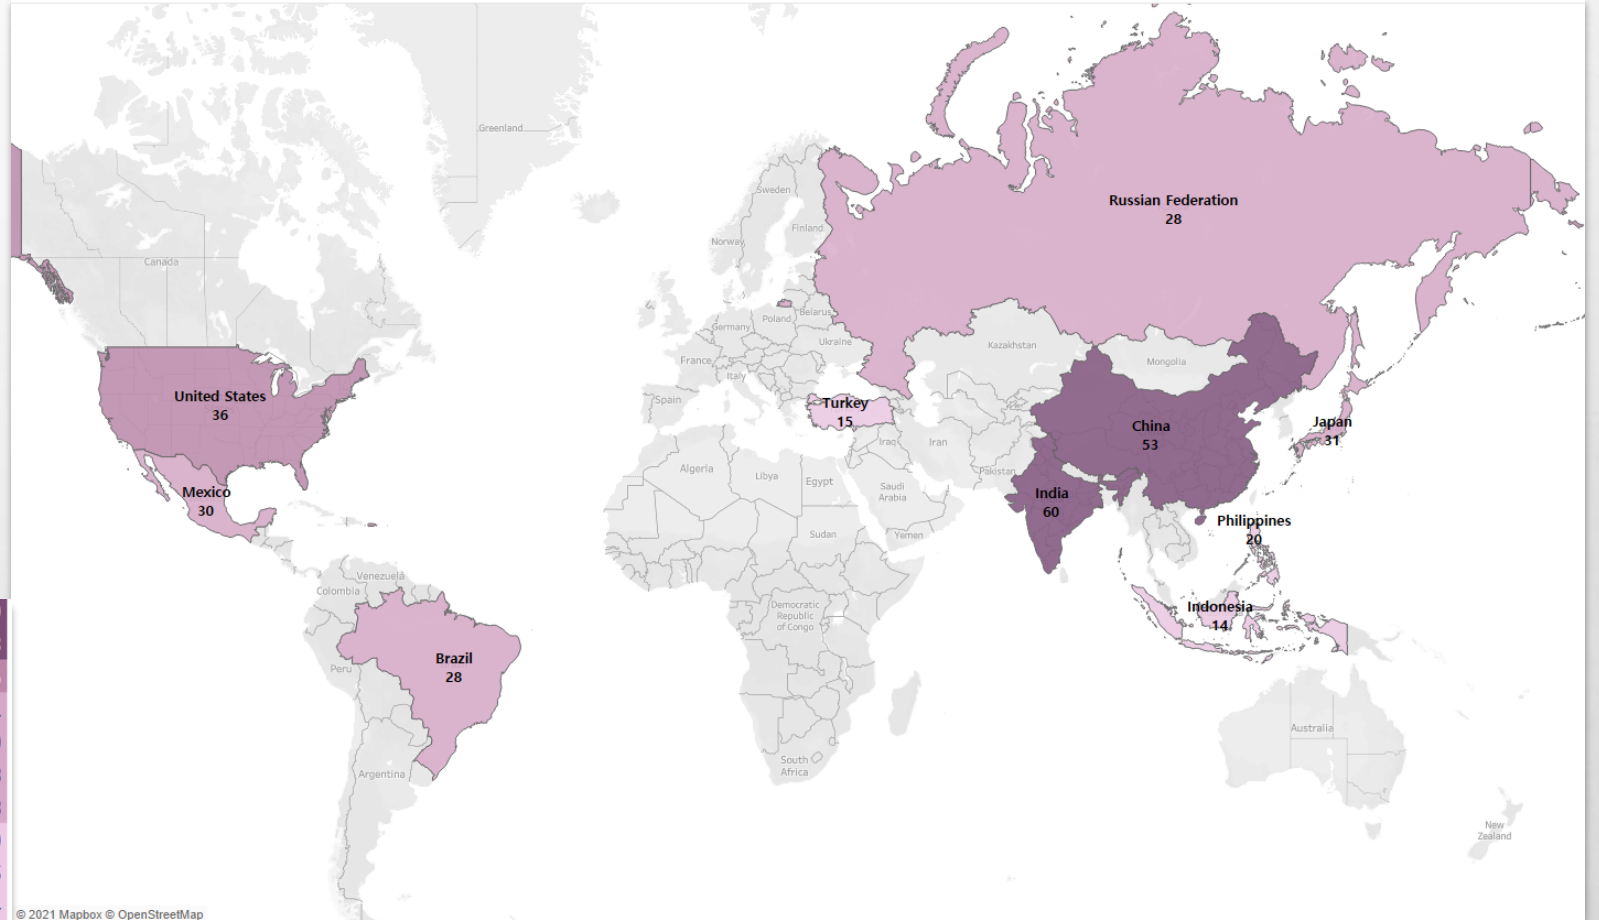 Greenland
Sweden
Finland
Norway
Russian Federation
28
Canada
Poland
Belarus
Germany
Ukraine
France
Italy
Spain
Kazakhstan
Mongolia
United States
36
Turkey
15
China
53
Japan
31
Iraq
Iran
Algeria
Libya
Egypt
Pakistan
Saudi
Arabia
Mexico
30
India
60
Philippines
20
Sudan
Yemen
Venezuela
Colombia
Democratic
Republic
of Congo
Indonesia
14
Brazil
28
Peru
Australia
South
Africa
Argentina
New
Zealand
© 2021 Mapbox © OpenStreetMap